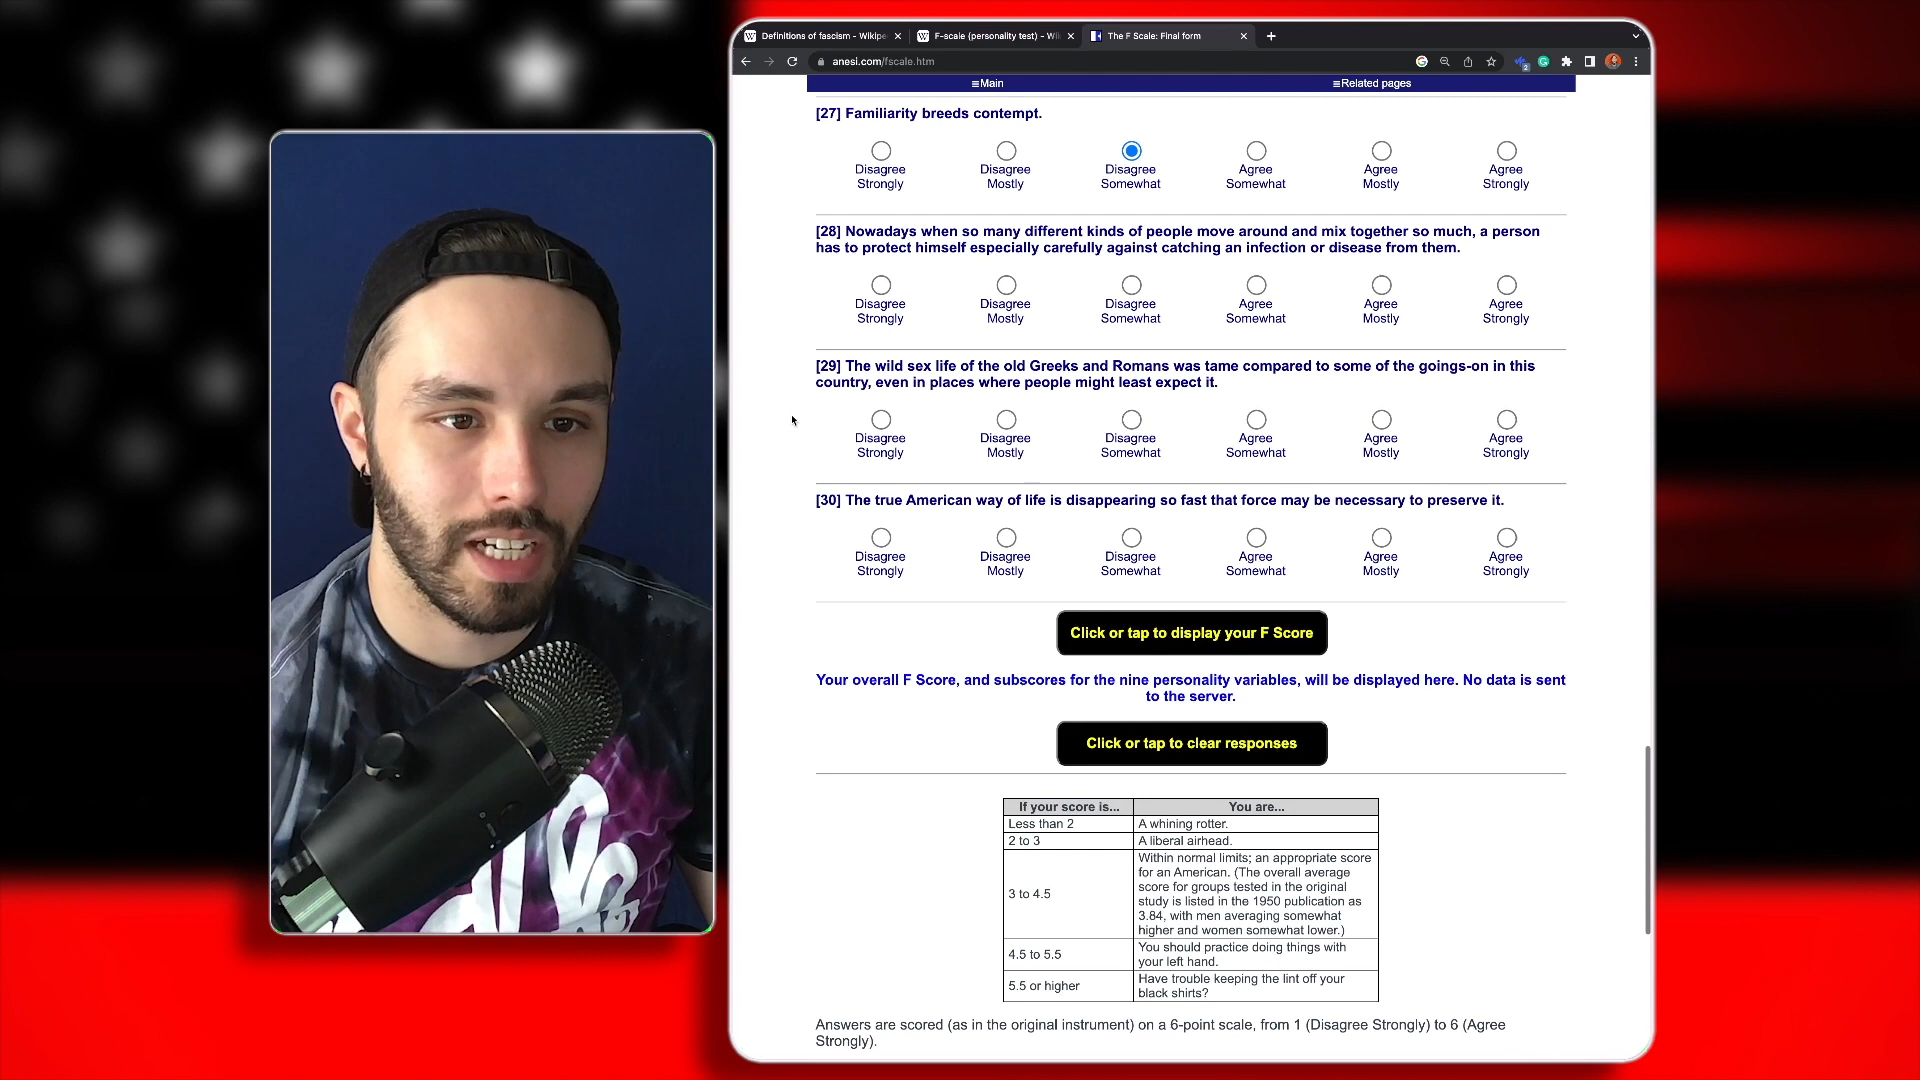 Definitions of fascism - Wikipe
F-scale (personality test) - Wi
The F Scale: Final form
anesi.com/fscale.htm
2
≡Main
≡Related pages
[27] Familiarity breeds contempt.
Disagree Strongly
Disagree Mostly
Disagree Somewhat
Agree Somewhat
Agree Mostly
Agree Strongly
[28] Nowadays when so many different kinds of people move around and mix together so much, a person
has to protect himself especially carefully against catching an infection or disease from them.
Disagree Strongly
Disagree Mostly
Disagree Somewhat
Agree Somewhat
Agree Mostly
Agree Strongly
[29] The wild sex life of the old Greeks and Romans was tame compared to some of the goings-on in this
country, even in places where people might least expect it.
Disagree Strongly
Disagree Mostly
Disagree Somewhat
Agree Somewhat
Agree Mostly
Agree Strongly
[30] The true American way of life is disappearing so fast that force may be necessary to preserve it.
Disagree Strongly
Disagree Mostly
Disagree Somewhat
Agree Somewhat
Agree Mostly
Agree Strongly
Click or tap to display your F Score
Your overall F Score, and subscores for the nine personality variables, will be displayed here. No data is sent
to the server.
Click or tap to clear responses
If your score is... You are...
Less than 2 A whining rotter.
2 to 3 A liberal airhead.
3 to 4.5
Within normal limits; an appropriate score
for an American. (The overall average
score for groups tested in the original
study is listed in the 1950 publication as
3.84, with men averaging somewhat
higher and women somewhat lower.)
4.5 to 5.5
You should practice doing things with
your left hand.
5.5 or higher
Have trouble keeping the lint off your
black shirts?
Answers are scored (as in the original instrument) on a 6-point scale, from 1 (Disagree Strongly) to 6 (Agree
Strongly).